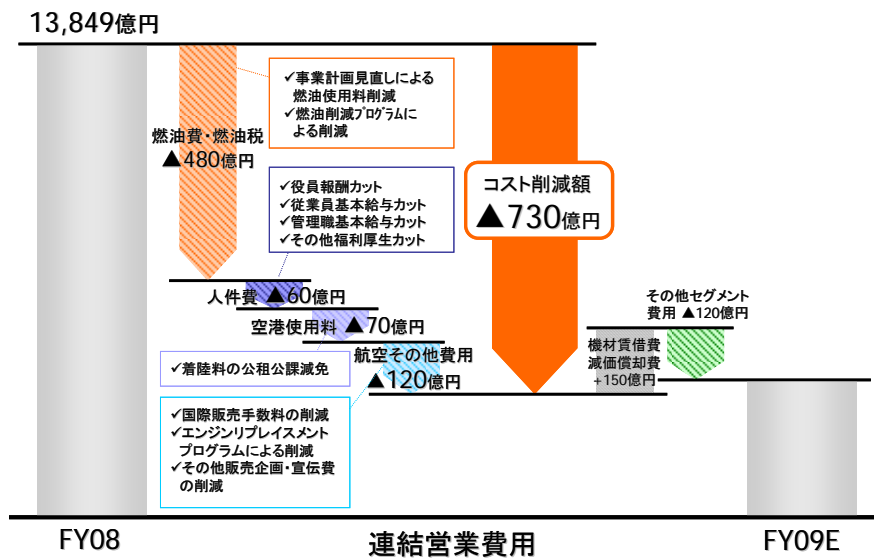 13,849億円
✓事業計画見直しによる
燃油使用料削減
✓燃油削減プログラムに
よる削減
燃油費・燃油税
▲480億円
✓役員報酬カット
✓従業員基本給与カット
✓管理職基本給与カット
✓その他福利厚生カット
コスト削減額
▲730億円
人件費 ▲60億円
空港使用料 ▲70億円
その他セグメント
費用 ▲120億円
機材賃借費
減価償却費
+150億円
航空その他費用
▲120億円
✓着陸料の公租公課減免
✓国際販売手数料の削減
✓エンジンリプレイスメント
プログラムによる削減
✓その他販売企画・宣伝費
の削減
FY08
連結営業費用
FY09E